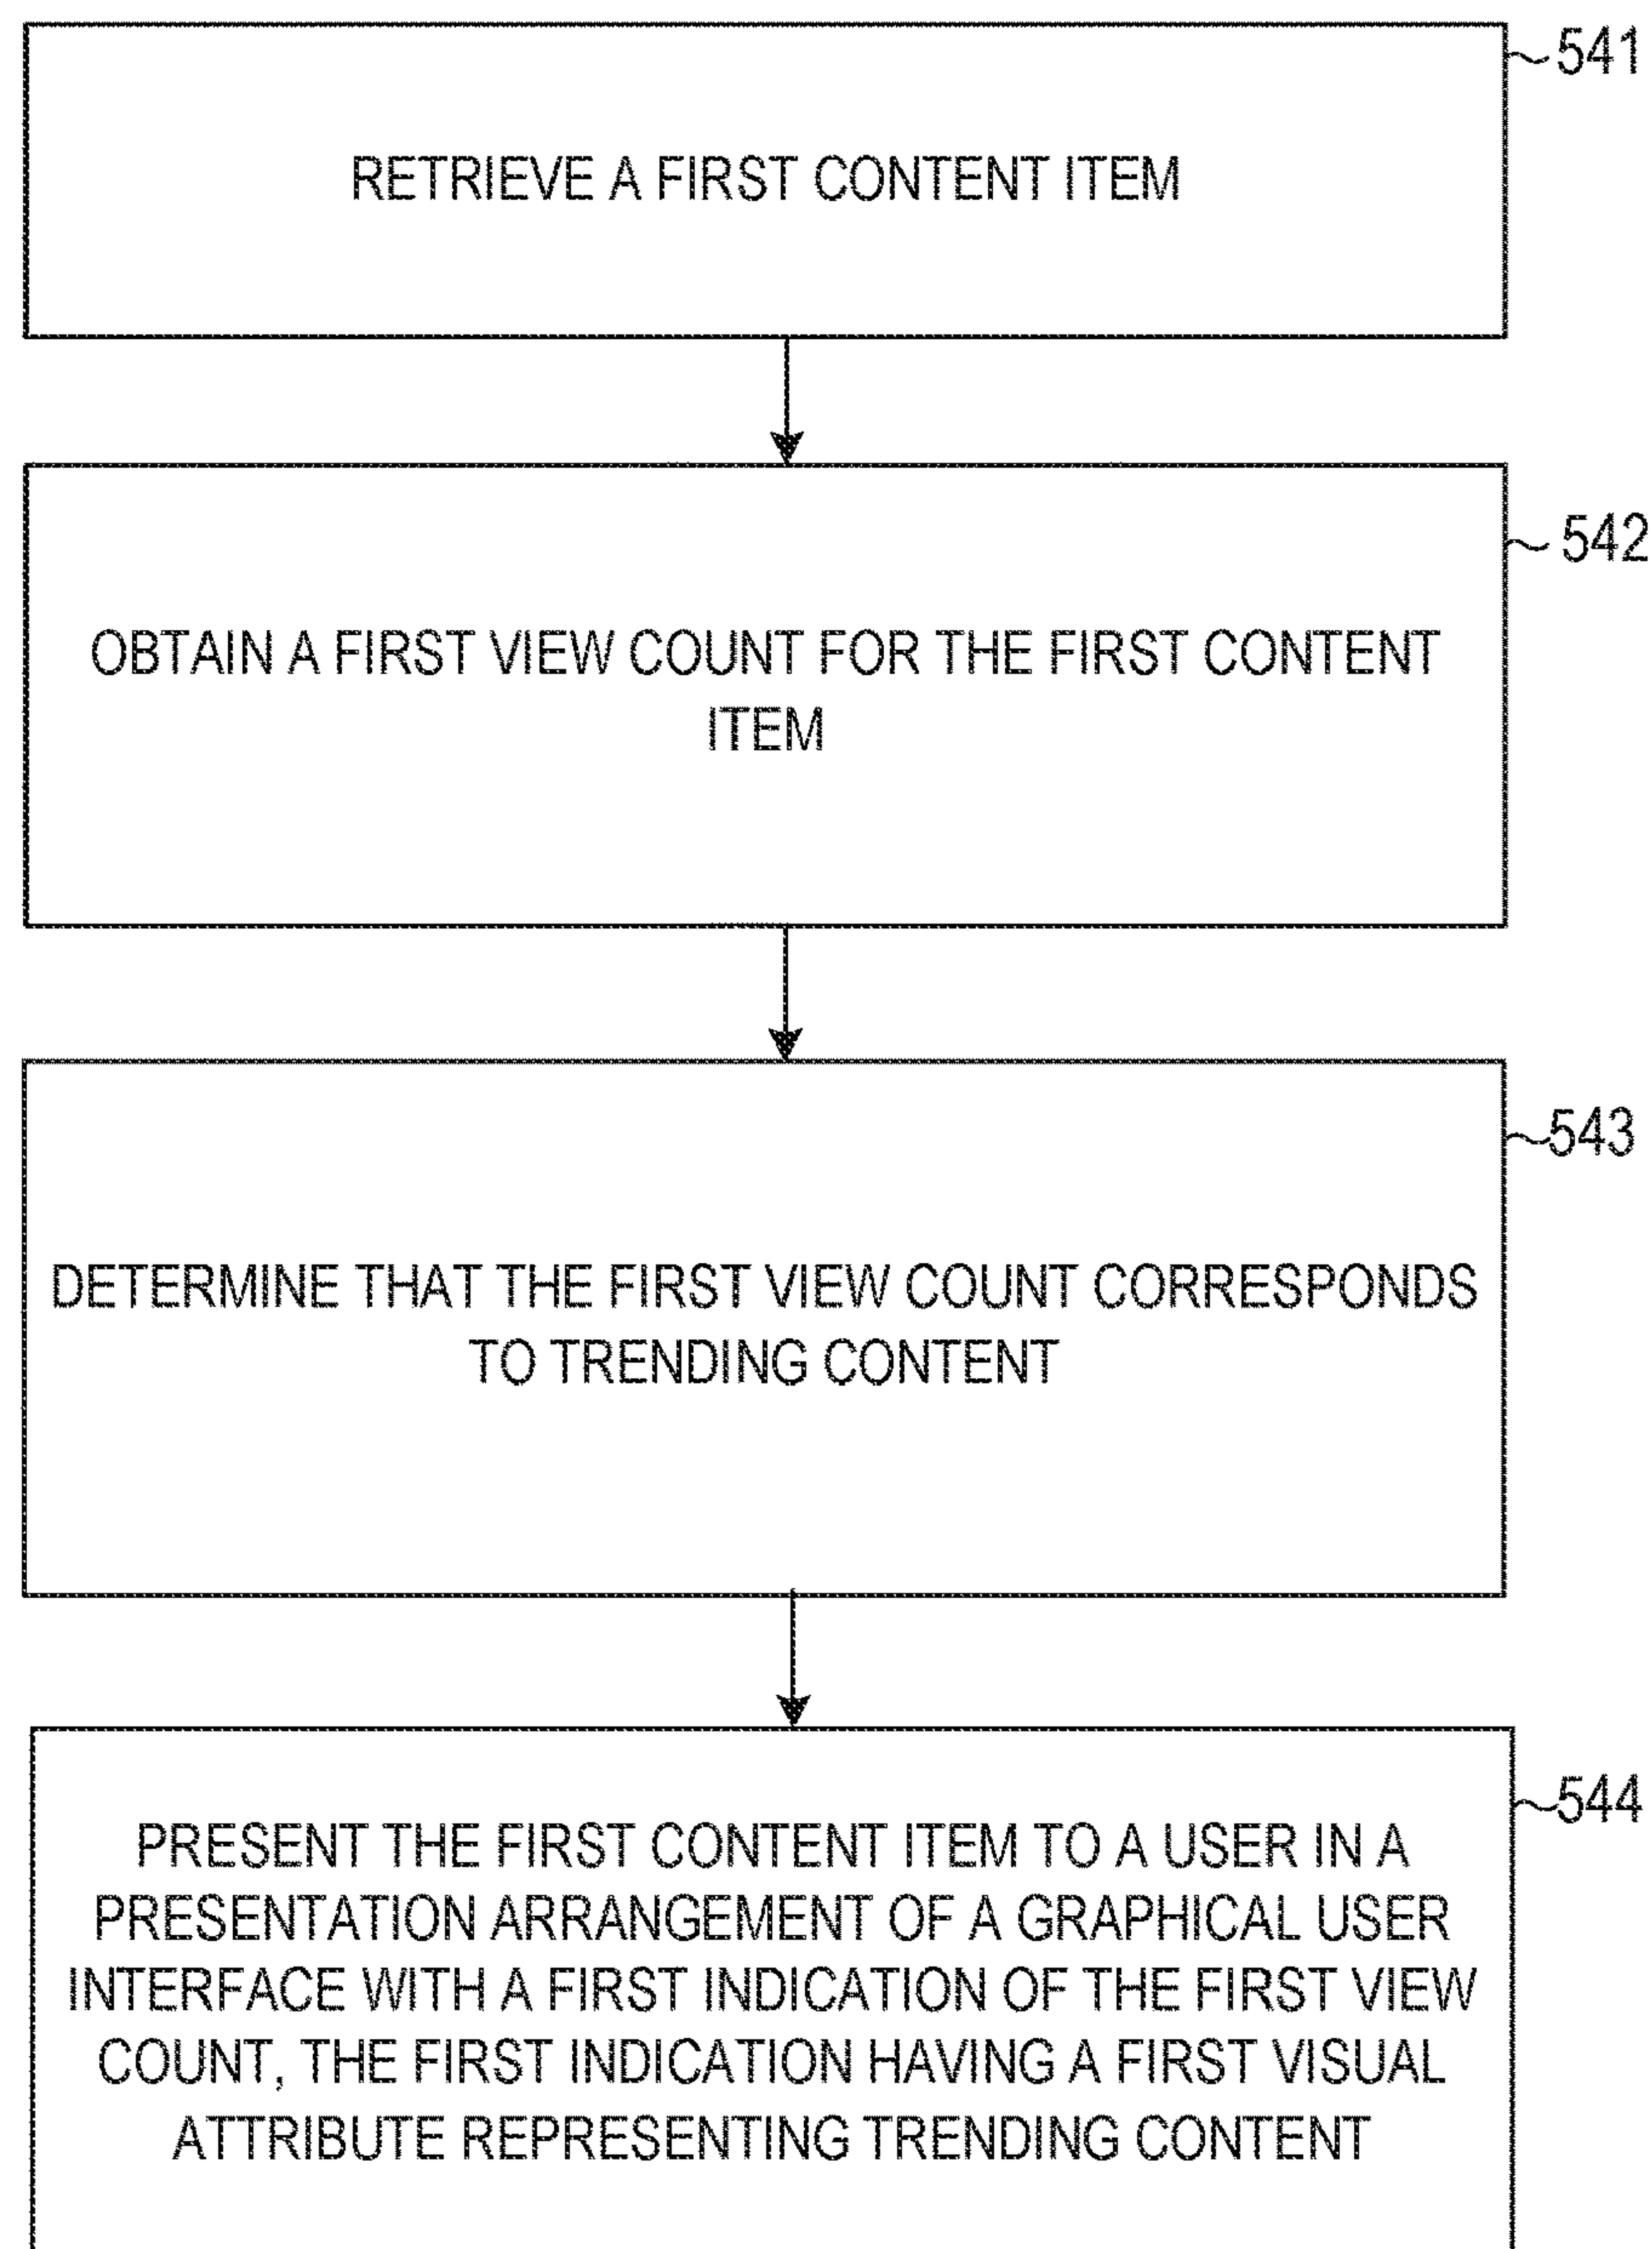 541
RETRIEVE A FIRST CONTENT ITEM
542
OBTAIN A FIRST VIEW COUNT FOR THE FIRST CONTENT
ITEM
543
DETERMINE THAT THE FIRST VIEW COUNT CORRESPONDS
TO TRENDING CONTENT
544
PRESENT THE FIRST CONTENT ITEM TO A USER IN A
PRESENTATION ARRANGEMENT OF A GRAPHICAL USER
INTERFACE WITH A FIRST INDICATION OF THE FIRST VIEW
COUNT, THE FIRST INDICATION HAVING A FIRST VISUAL
ATTRIBUTE REPRESENTING TRENDING CONTENT